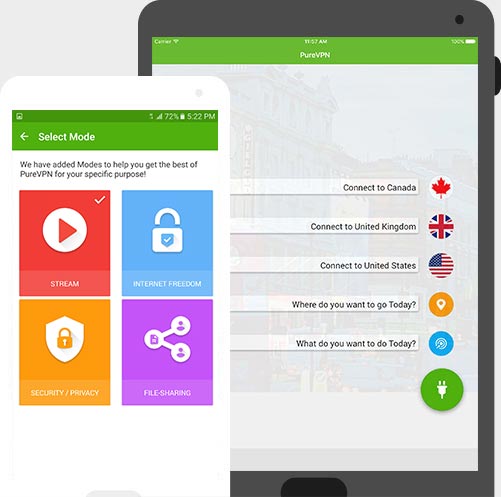 Carrier
11:57 AM
100%
PureVPN
Connect to Canada
Connect to United Kingdom
Connect to United States
Where do you want to go Today?
What do you want to do Today?
72% 5:22 PM
Select Mode
We have added Modes to help you get the best of
PureVPN for your specific purpose!
STREAM
INTERNET FREEDOM
SECURITY / PRIVACY
FILE-SHARING